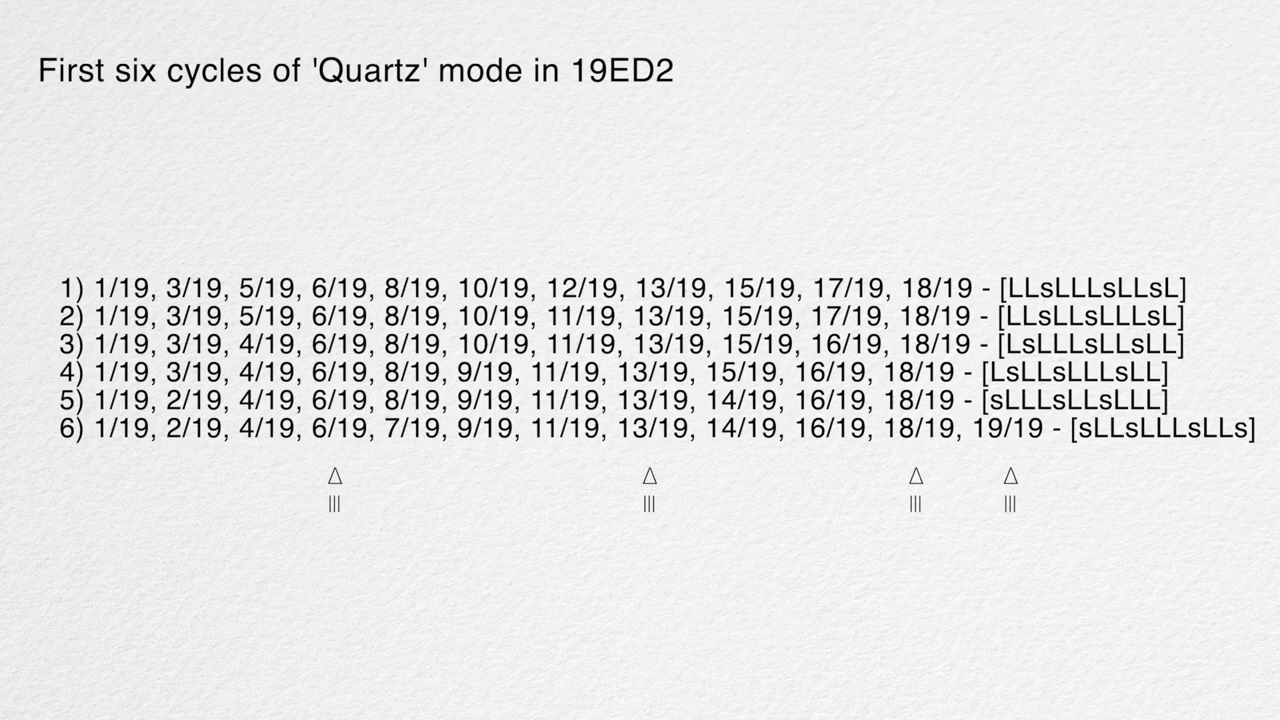 First six cycles of 'Quartz' mode in 19ED2
1) 1/19, 3/19, 5/19, 6/19, 8/19, 10/19, 12/19, 13/19, 15/19, 17/19, 18/19 - [LLsLLLsLLsL]
2) 1/19, 3/19, 5/19, 6/19, 8/19, 10/19, 11/19, 13/19, 15/19, 17/19, 18/19 - [LLsLLsLLLsL]
3) 1/19, 3/19, 4/19, 6/19, 8/19, 10/19, 11/19, 13/19, 15/19, 16/19, 18/19 - [LsLLLsLLsLL]
4) 1/19, 3/19, 4/19, 6/19, 8/19, 9/19, 11/19, 13/19, 15/19, 16/19, 18/19 - [LsLLsLLLsLL]
5) 1/19, 2/19, 4/19, 6/19, 8/19, 9/19, 11/19, 13/19, 14/19, 16/19, 18/19 - [sLLLsLLsLLL]
6) 1/19, 2/19, 4/19, 6/19, 7/19, 9/19, 11/19, 13/19, 14/19, 16/19, 18/19, 19/19 - [sLLsLLLsLLs]
△ △ △ △
||| ||| ||| |||